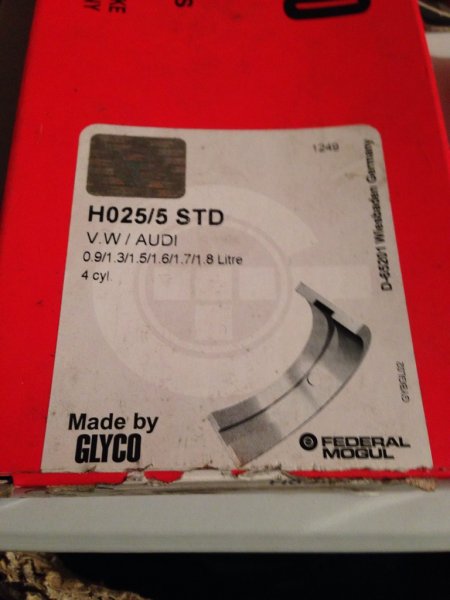 1249
H025/5 STD
V.W / AUDI
0.9/1.3/1.5/1.6/1.7/1.8 Litre
4 cyl.
D-65201 Wiesbaden Germany
GYBGL02
Made by
GLYCO
FEDERAL
MOGUL